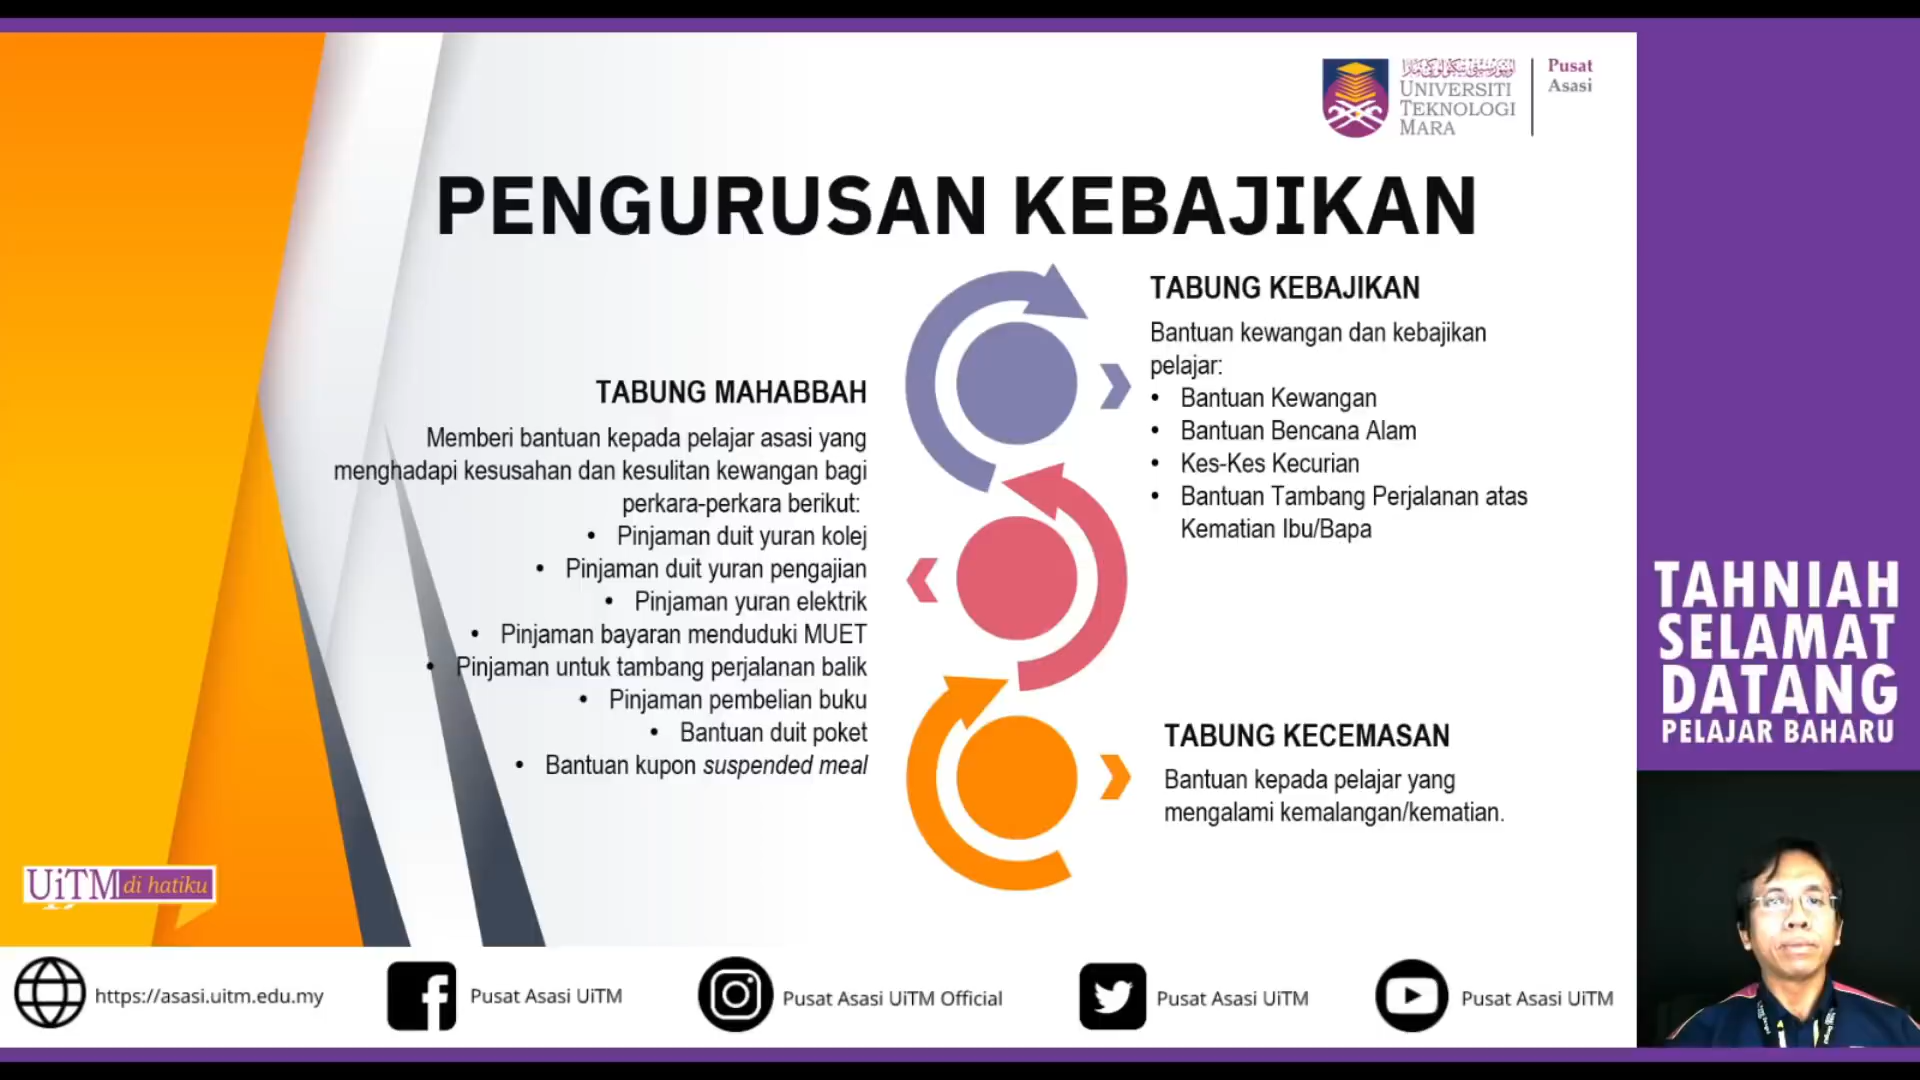 اونيۏرسيتي تيکنولوݢي مارا
UNIVERSITI
TEKNOLOGI
MARA
Pusat
Asasi
PENGURUSAN KEBAJIKAN
TABUNG KEBAJIKAN
Bantuan kewangan dan kebajikan
pelajar:
• Bantuan Kewangan
• Bantuan Bencana Alam
• Kes-Kes Kecurian
• Bantuan Tambang Perjalanan atas
Kematian Ibu/Bapa
TABUNG MAHABBAH
Memberi bantuan kepada pelajar asasi yang
menghadapi kesusahan dan kesulitan kewangan bagi
perkara-perkara berikut:
• Pinjaman duit yuran kolej
• Pinjaman duit yuran pengajian
• Pinjaman yuran elektrik
• Pinjaman bayaran menduduki MUET
• Pinjaman untuk tambang perjalanan balik
• Pinjaman pembelian buku
• Bantuan duit poket
• Bantuan kupon suspended meal
TABUNG KECEMASAN
Bantuan kepada pelajar yang
mengalami kemalangan/kematian.
TAHNIAH
SELAMAT
DATANG
PELAJAR BAHARU
UiTM di hatiku
https://asasi.uitm.edu.my
Pusat Asasi UiTM
Pusat Asasi UiTM Official
Pusat Asasi UiTM
Pusat Asasi UiTM